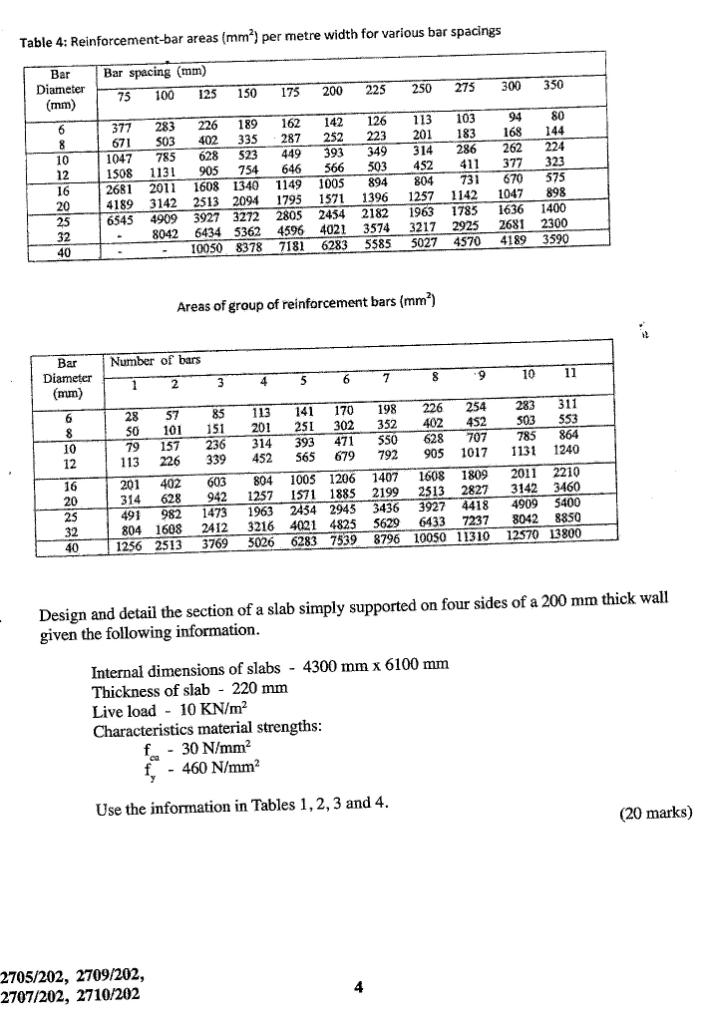 Table 4: Reinforcement-bar areas (mm²) per metre width for various bar spacings
Bar Diameter (mm) Bar spacing (mm)
75 100 125 150 175 200 225 250 275 300 350
6 377 283 226 189 162 142 126 113 103 94 80
8 671 503 402 335 287 252 223 201 183 168 144
10 1047 785 628 523 449 393 349 314 286 262 224
12 1508 1131 905 754 646 566 503 452 411 377 323
16 2681 2011 1608 1340 1149 1005 894 804 731 670 575
20 4189 3142 2513 2094 1795 1571 1396 1257 1142 1047 898
25 6545 4909 3927 3272 2805 2454 2182 1963 1785 1636 1400
32 - 8042 6434 5362 4596 4021 3574 3217 2925 2681 2300
40 - - 10050 8378 7181 6283 5585 5027 4570 4189 3590
Areas of group of reinforcement bars (mm²)
Bar Diameter (mm) Number of bars
1 2 3 4 5 6 7 8 9 10 11
6 28 57 85 113 141 170 198 226 254 283 311
8 50 101 151 201 251 302 352 402 452 503 553
10 79 157 236 314 393 471 550 628 707 785 864
12 113 226 339 452 565 679 792 905 1017 1131 1240
16 201 402 603 804 1005 1206 1407 1608 1809 2011 2210
20 314 628 942 1257 1571 1885 2199 2513 2827 3142 3460
25 491 982 1473 1963 2454 2945 3436 3927 4418 4909 5400
32 804 1608 2412 3216 4021 4825 5629 6433 7237 8042 8850
40 1256 2513 3769 5026 6283 7539 8796 10050 11310 12570 13800
Design and detail the section of a slab simply supported on four sides of a 200 mm thick wall
given the following information.
Internal dimensions of slabs - 4300 mm x 6100 mm
Thickness of slab - 220 mm
Live load - 10 KN/m²
Characteristics material strengths:
f_cu - 30 N/mm²
f_y - 460 N/mm²
Use the information in Tables 1, 2, 3 and 4.
(20 marks)
2705/202, 2709/202,
2707/202, 2710/202
4